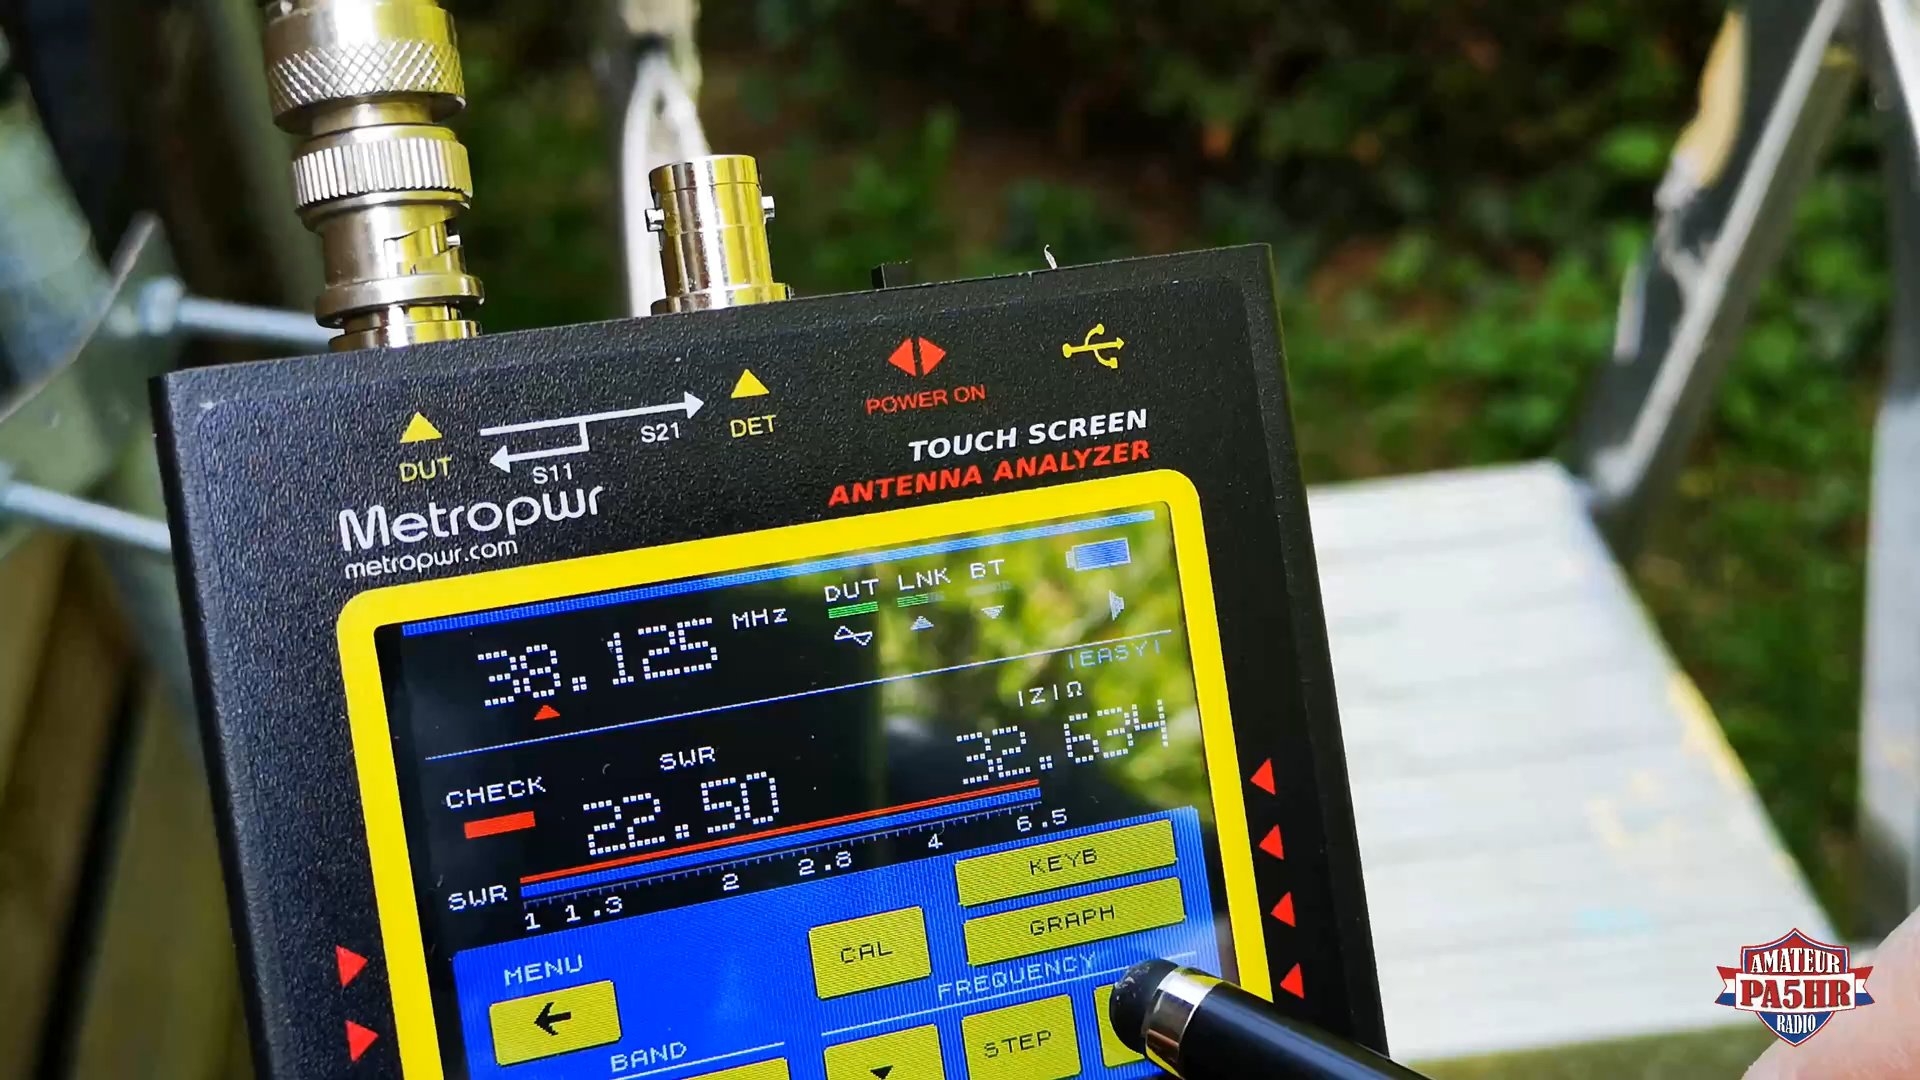 POWER ON
S21
DET
DUT
S11
TOUCH SCREEN
ANTENNA ANALYZER
Metropwr
metropwr.com
DUT LNK BT
38.125 MHz
|EASY|
|Z|Ω
SWR
32.634
CHECK
22.50
SWR
1 1.3 2 2.8 4 6.5
KEYB
GRAPH
CAL
MENU
FREQUENCY
←
STEP
BAND
AMATEUR
PA5HR
RADIO